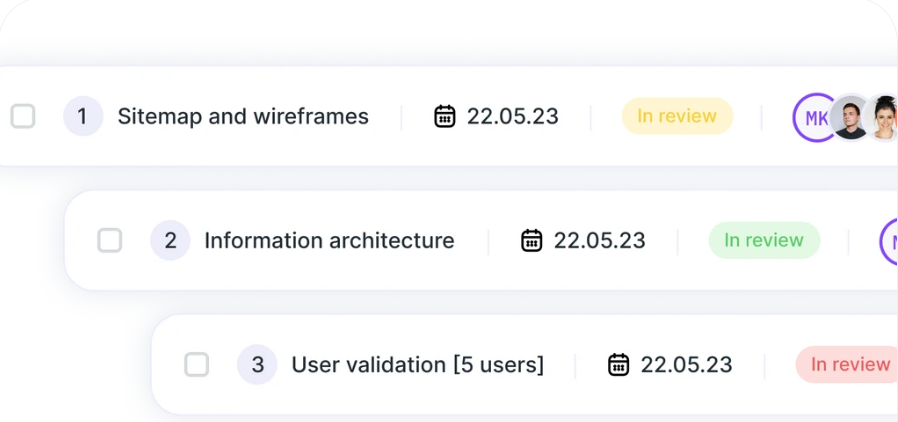 1 Sitemap and wireframes 22.05.23 In review MK
2 Information architecture 22.05.23 In review
3 User validation [5 users] 22.05.23 In review